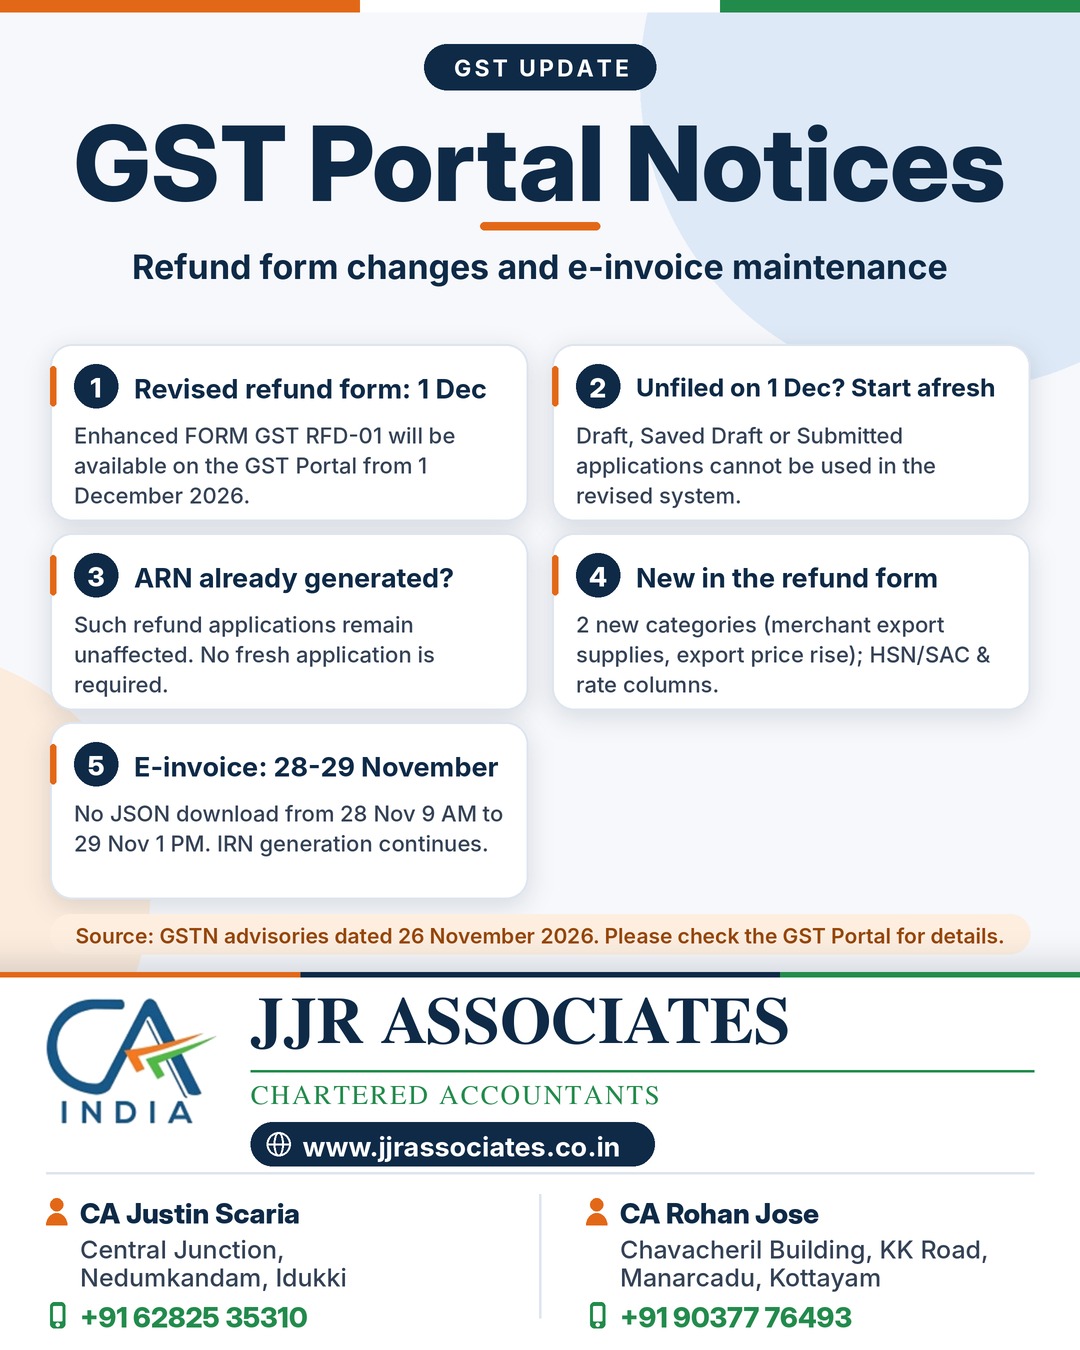 GST UPDATE
GST Portal Notices
Refund form changes and e-invoice maintenance
1 Revised refund form: 1 Dec
Enhanced FORM GST RFD-01 will be
available on the GST Portal from 1
December 2026.
2 Unfiled on 1 Dec? Start afresh
Draft, Saved Draft or Submitted
applications cannot be used in the
revised system.
3 ARN already generated?
Such refund applications remain
unaffected. No fresh application is
required.
4 New in the refund form
2 new categories (merchant export
supplies, export price rise); HSN/SAC &
rate columns.
5 E-invoice: 28-29 November
No JSON download from 28 Nov 9 AM to
29 Nov 1 PM. IRN generation continues.
Source: GSTN advisories dated 26 November 2026. Please check the GST Portal for details.
CA
INDIA
JJR ASSOCIATES
CHARTERED ACCOUNTANTS
www.jjrassociates.co.in
CA Justin Scaria
Central Junction,
Nedumkandam, Idukki
+91 62825 35310
CA Rohan Jose
Chavacheril Building, KK Road,
Manarcadu, Kottayam
+91 90377 76493